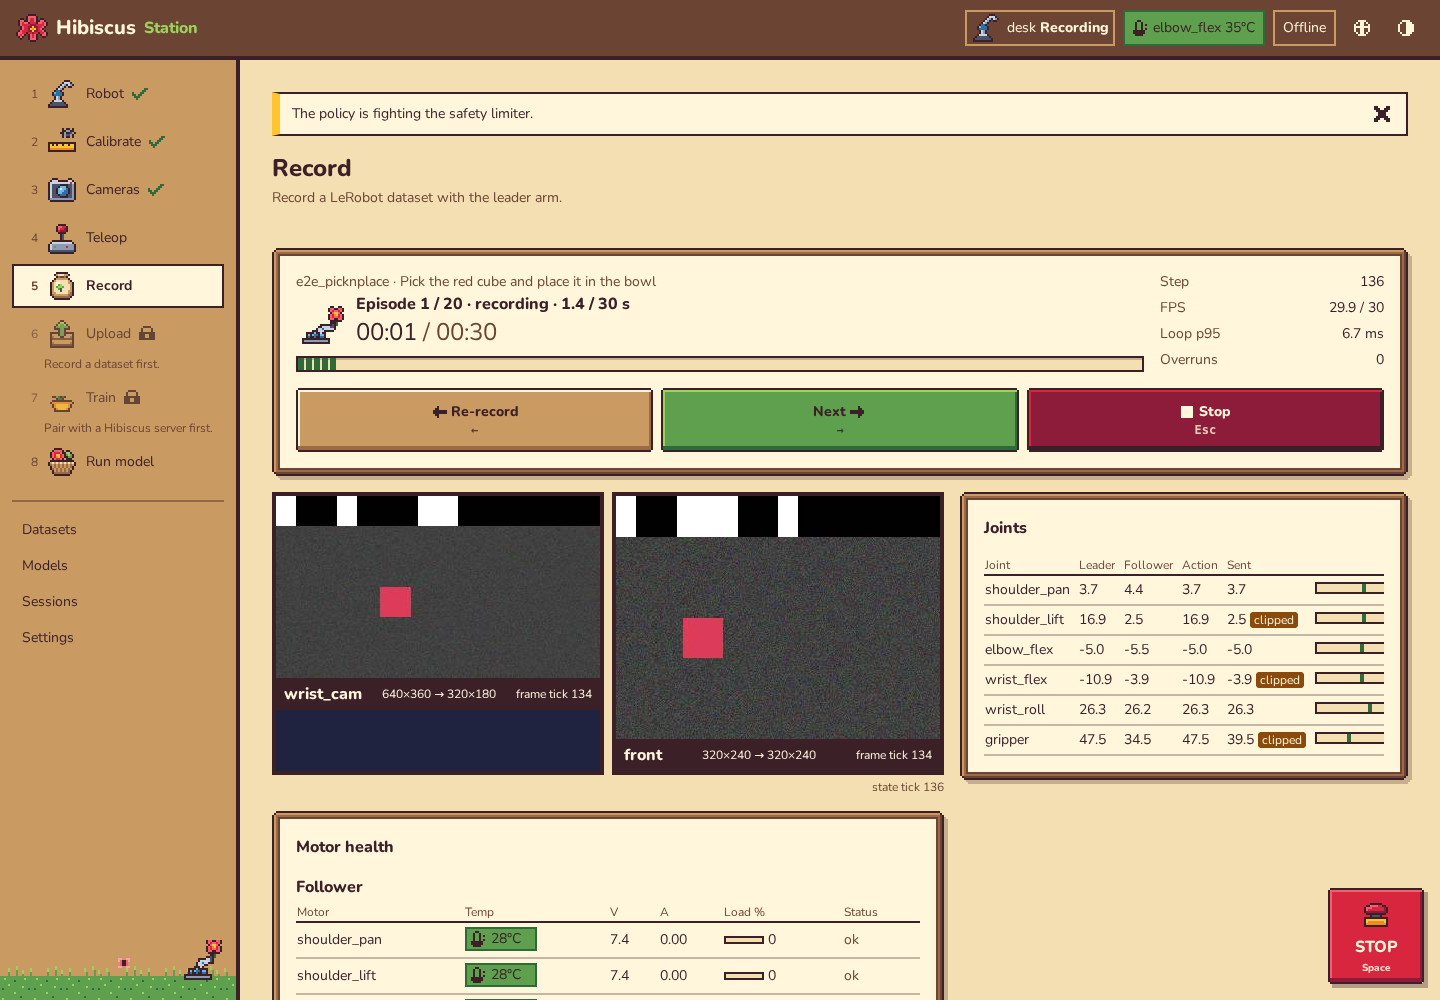 Hibiscus Station
desk Recording
elbow_flex 35°C
Offline
1 Robot
2 Calibrate
3 Cameras
4 Teleop
5 Record
6 Upload
Record a dataset first.
7 Train
Pair with a Hibiscus server first.
8 Run model
Datasets
Models
Sessions
Settings
The policy is fighting the safety limiter.
Record
Record a LeRobot dataset with the leader arm.
e2e_picknplace · Pick the red cube and place it in the bowl
Episode 1 / 20 · recording · 1.4 / 30 s
00:01 / 00:30
Step 136
FPS 29.9 / 30
Loop p95 6.7 ms
Overruns 0
Re-record
←
Next
→
Stop
Esc
wrist_cam 640×360 → 320×180 frame tick 134
front 320×240 → 320×240 frame tick 134
state tick 136
Joints
Joint Leader Follower Action Sent
shoulder_pan 3.7 4.4 3.7 3.7
shoulder_lift 16.9 2.5 16.9 2.5 clipped
elbow_flex -5.0 -5.5 -5.0 -5.0
wrist_flex -10.9 -3.9 -10.9 -3.9 clipped
wrist_roll 26.3 26.2 26.3 26.3
gripper 47.5 34.5 47.5 39.5 clipped
Motor health
Follower
Motor Temp V A Load % Status
shoulder_pan 28°C 7.4 0.00 0 ok
shoulder_lift 28°C 7.4 0.00 0 ok
STOP
Space